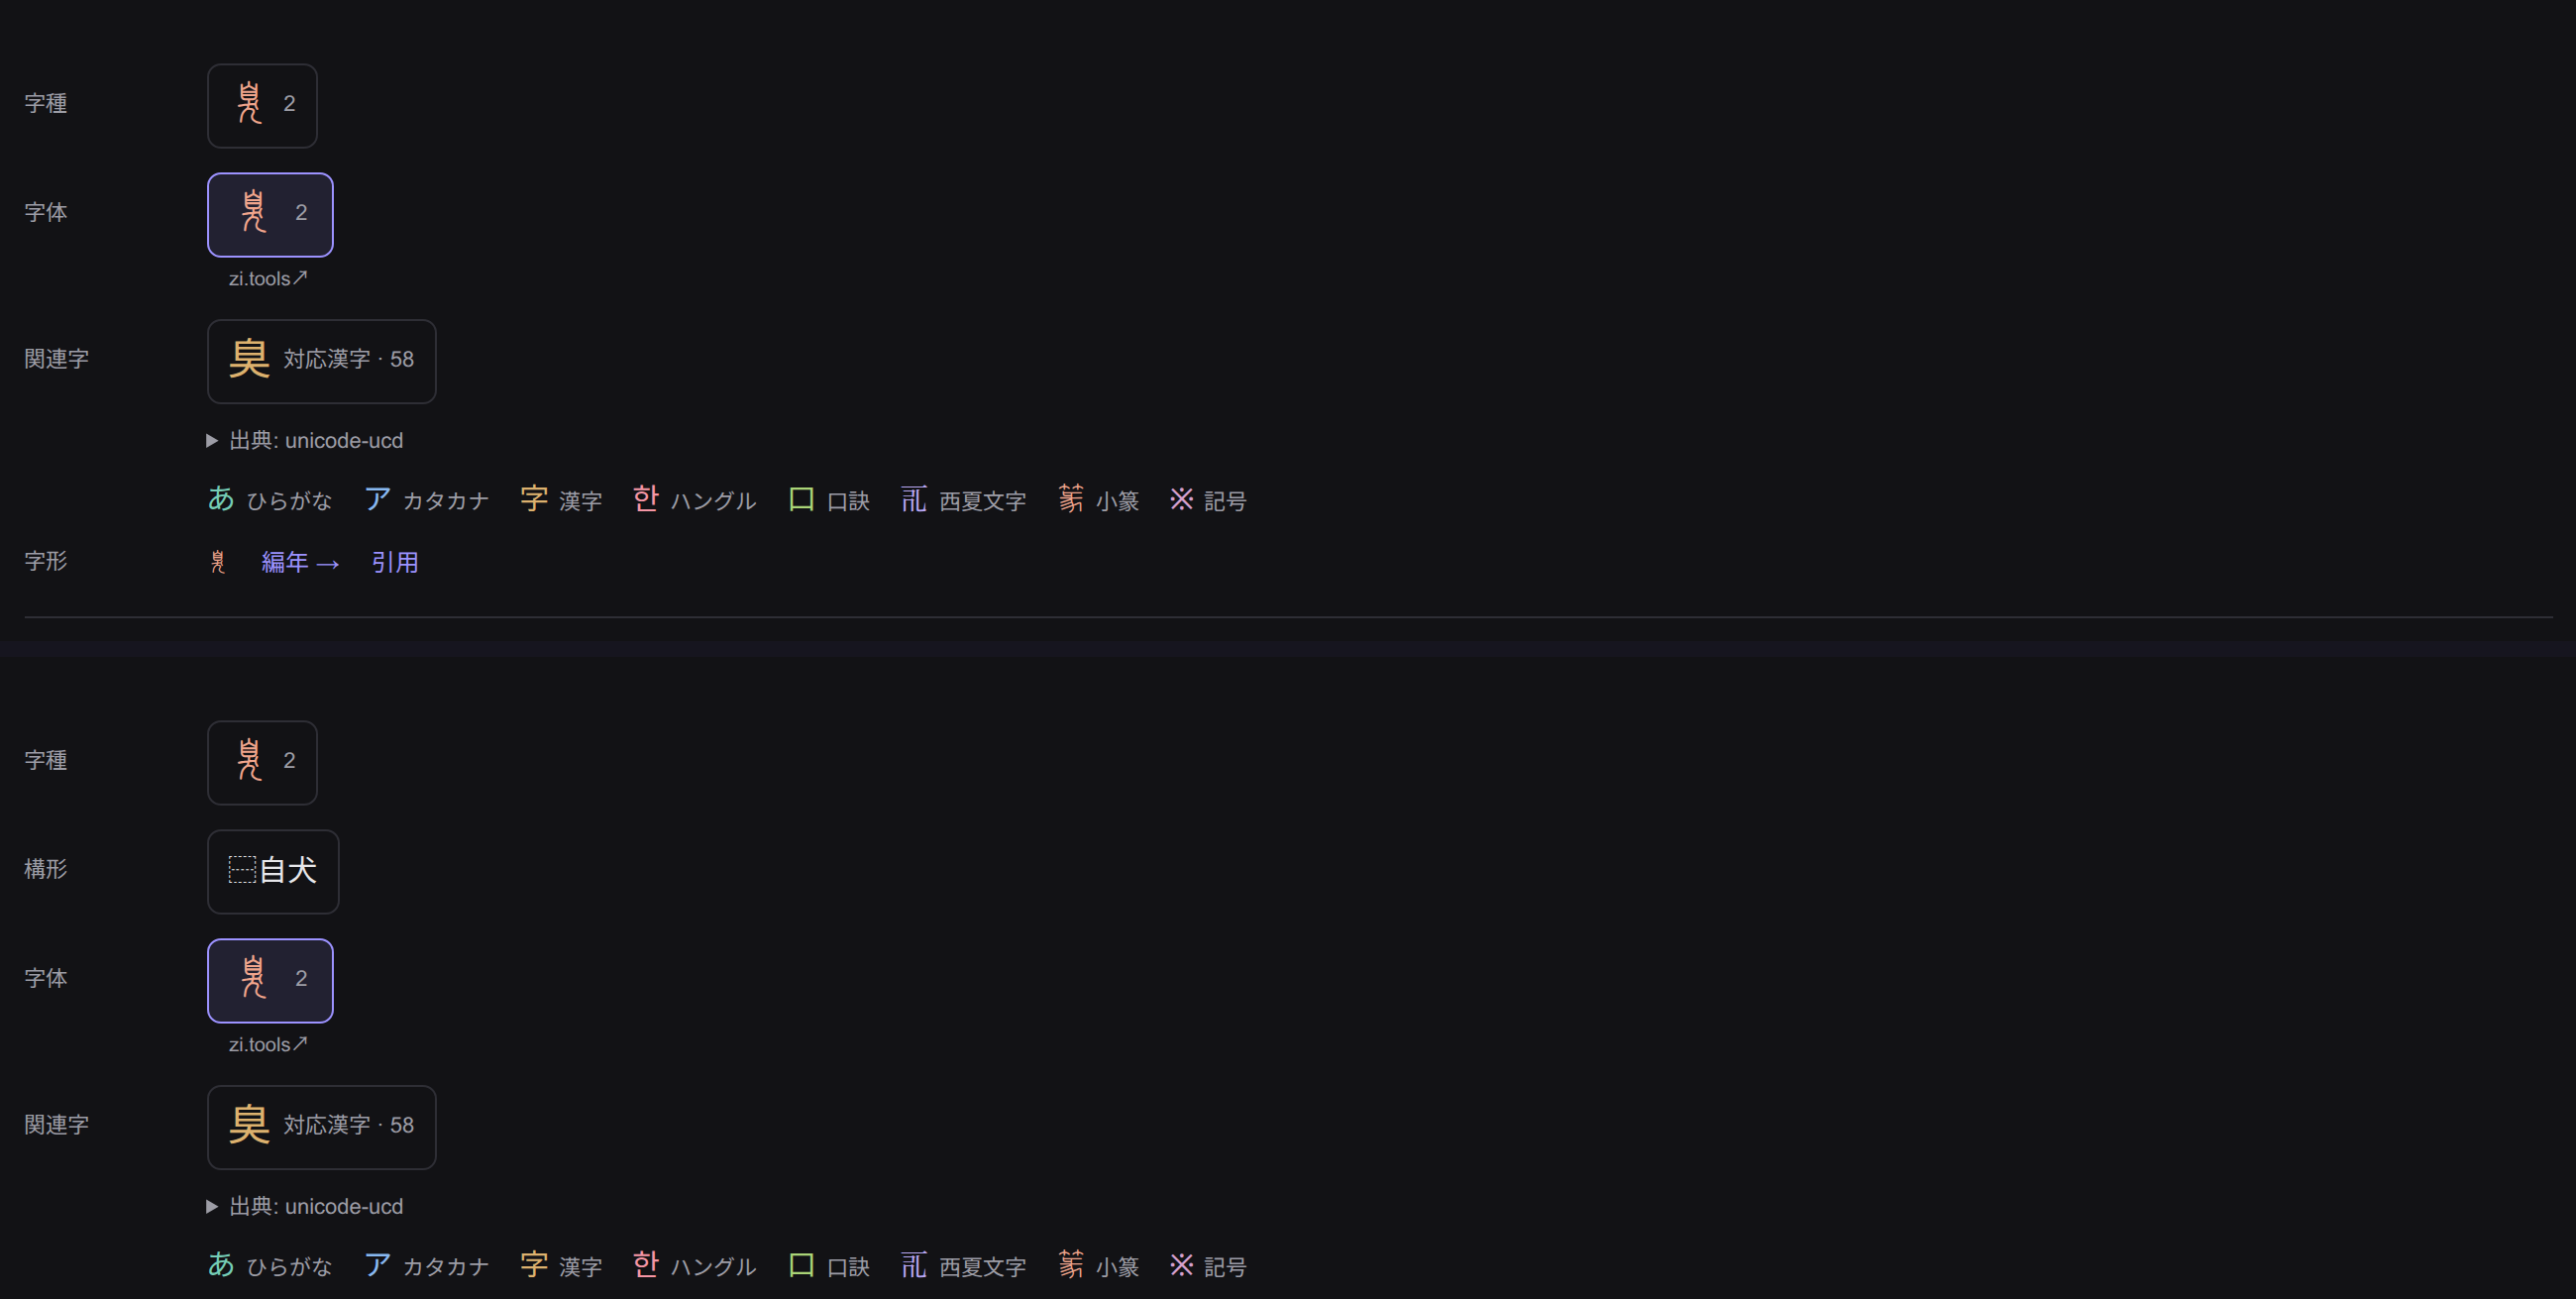 字種 2
字体 2
zi.tools↗
関連字 臭 対応漢字 · 58
▶ 出典: unicode-ucd
あ ひらがな ア カタカナ 字 漢字 한 ハングル 口 口訣 西夏文字 小篆 ※ 記号
字形 編年→ 引用
字種 2
構形 ⿱自犬
字体 2
zi.tools↗
関連字 臭 対応漢字 · 58
▶ 出典: unicode-ucd
あ ひらがな ア カタカナ 字 漢字 한 ハングル 口 口訣 西夏文字 小篆 ※ 記号